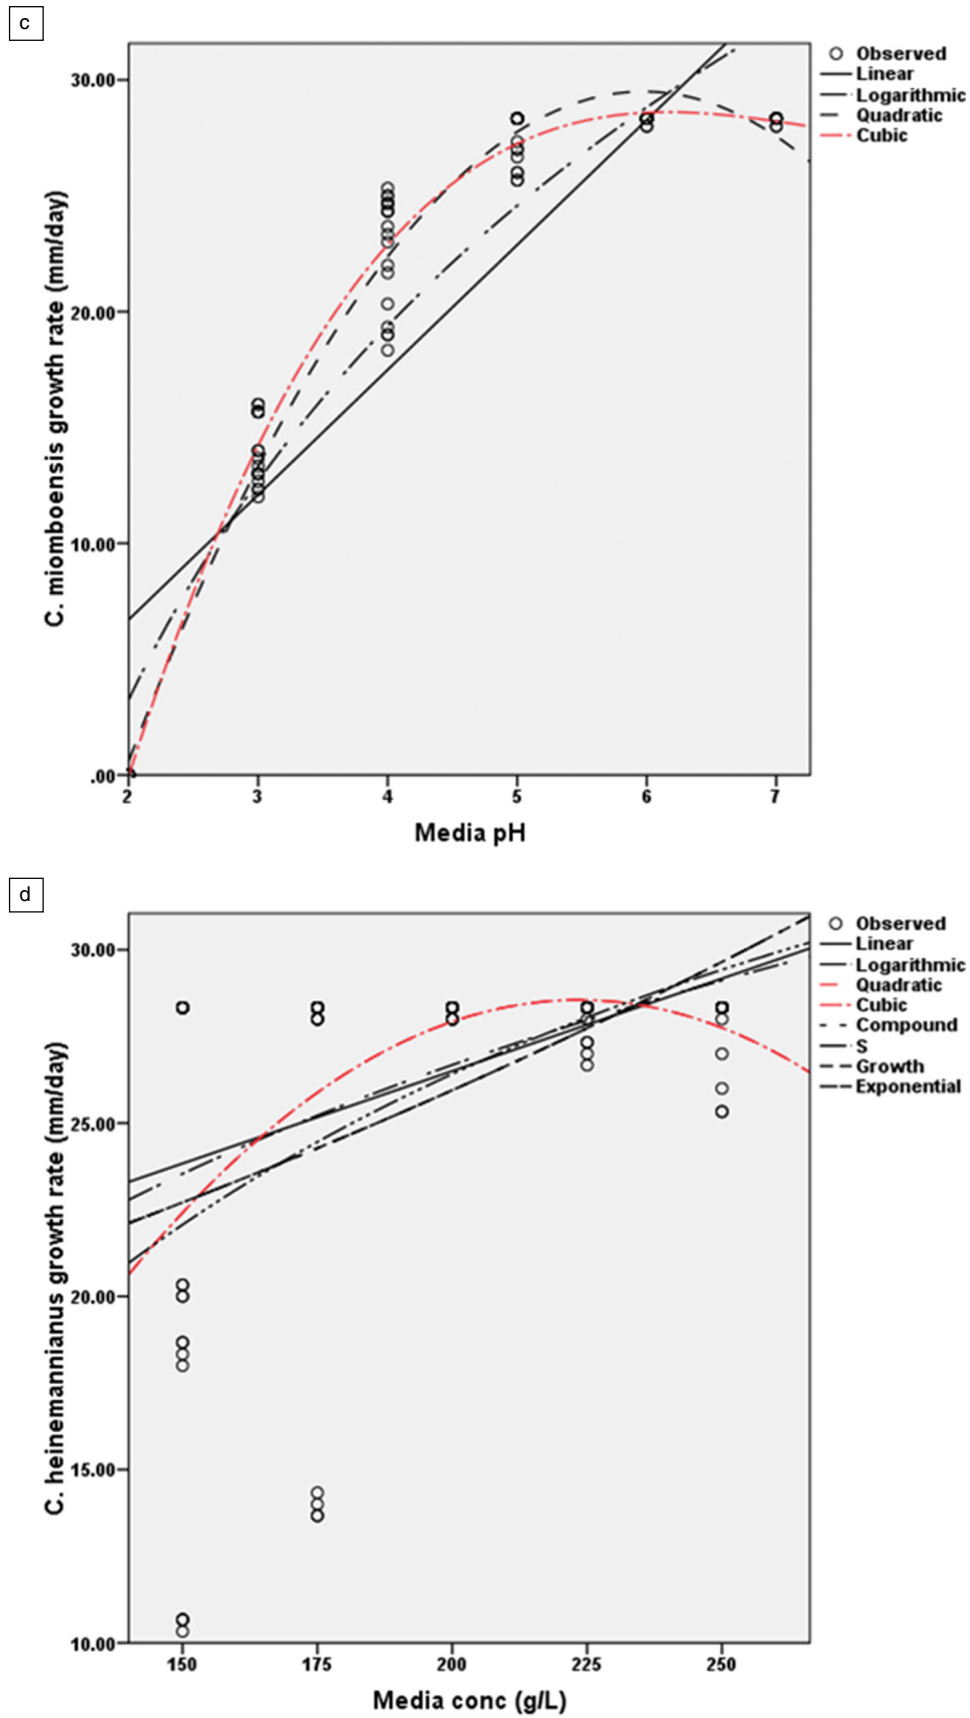 c
30.00
20.00
10.00
.00
2 3 4 5 6 7
C. miomboensis growth rate (mm/day)
Media pH
Observed
Linear
Logarithmic
Quadratic
Cubic
d
30.00
25.00
20.00
15.00
10.00
150 175 200 225 250
C. heinemannianus growth rate (mm/day)
Media conc (g/L)
Observed
Linear
Logarithmic
Quadratic
Cubic
Compound
S
Growth
Exponential